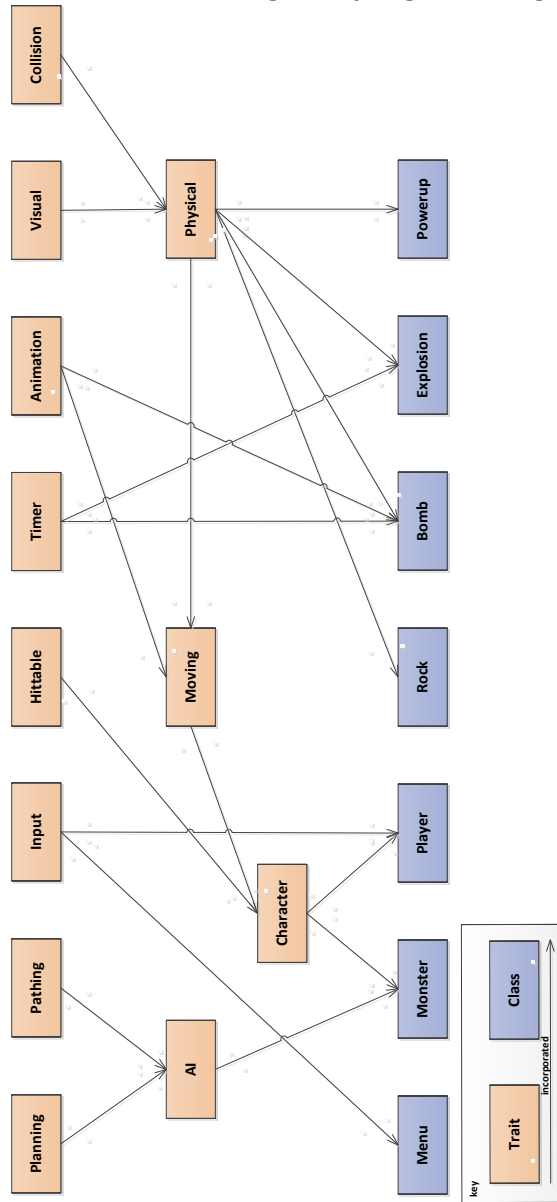 Planning
Pathing
Input
Hittable
Timer
Animation
Visual
Collision
AI
Moving
Physical
Character
Menu
Monster
Player
Rock
Bomb
Explosion
Powerup
key
Trait
Class
incorporated